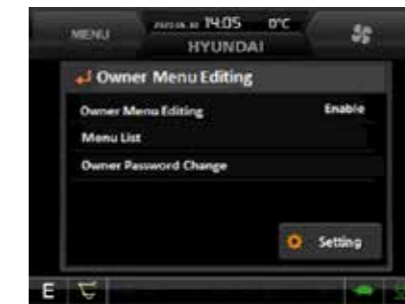 MENU 14:05 0°C
HYUNDAI
Owner Menu Editing
Owner Menu Editing Enable
Menu List
Owner Password Change
Setting
E